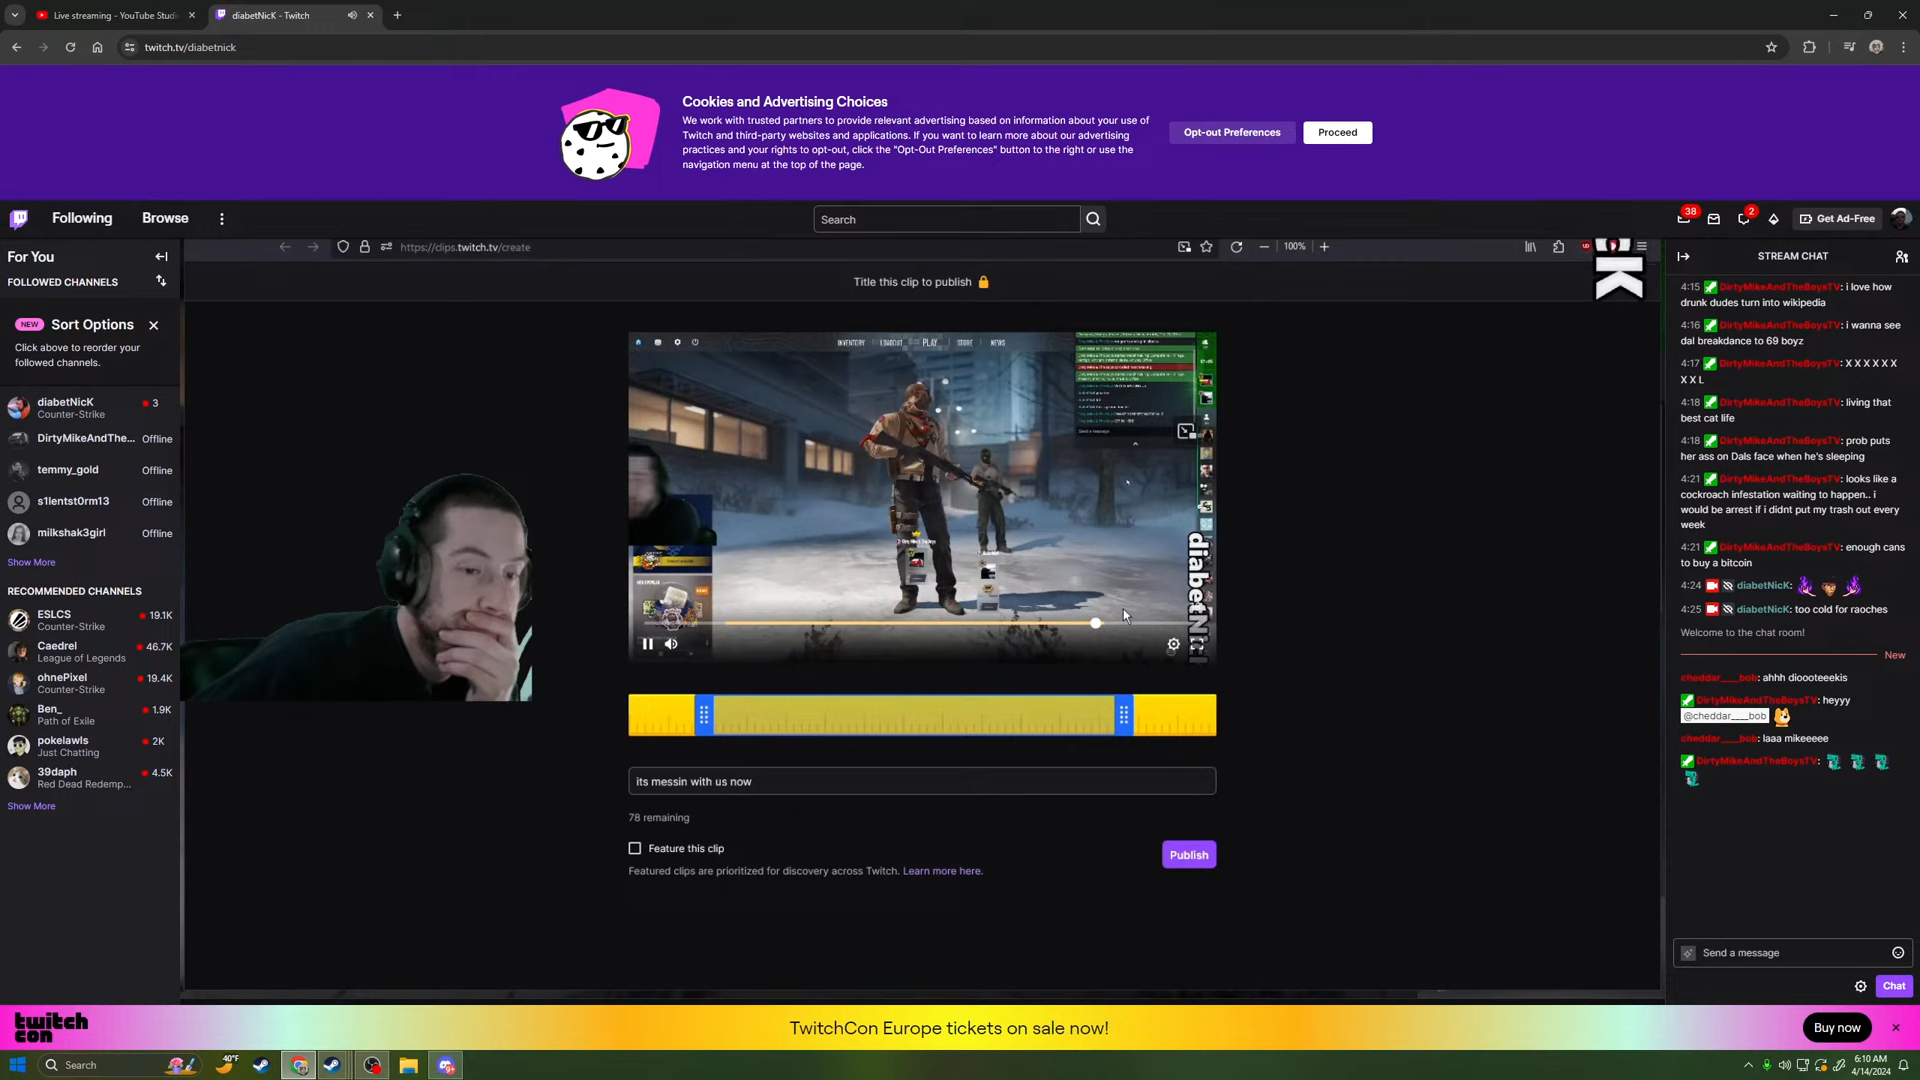 Live streaming - YouTube Studi
diabetNicK - Twitch
twitch.tv/diabetnick
Cookies and Advertising Choices
We work with trusted partners to provide relevant advertising based on information about your use of
Twitch and third-party websites and applications. If you want to learn more about our advertising
practices and your rights to opt-out, click the "Opt-Out Preferences" button to the right or use the
navigation menu at the top of the page.
Opt-out Preferences
Proceed
Following
Browse
Search
38
2
Get Ad-Free
For You
FOLLOWED CHANNELS
NEW Sort Options
Click above to reorder your
followed channels.
diabetNicK
3
Counter-Strike
DirtyMikeAndThe...
Offline
temmy_gold
Offline
s1lentst0rm13
Offline
milkshak3girl
Offline
Show More
RECOMMENDED CHANNELS
ESLCS
19.1K
Counter-Strike
Caedrel
46.7K
League of Legends
ohnePixel
19.4K
Counter-Strike
Ben_
1.9K
Path of Exile
pokelawls
2K
Just Chatting
39daph
4.5K
Red Dead Redemp...
Show More
https://clips.twitch.tv/create
100%
Title this clip to publish
INVENTORY
LOADOUT
PLAY
STORE
NEWS
diabetNicK
its messin with us now
78 remaining
Feature this clip
Featured clips are prioritized for discovery across Twitch. Learn more here.
Publish
STREAM CHAT
4:15 DirtyMikeAndTheBoysTV: i love how
drunk dudes turn into wikipedia
4:16 DirtyMikeAndTheBoysTV: i wanna see
dal breakdance to 69 boyz
4:17 DirtyMikeAndTheBoysTV: X X X X X X
X X L
4:18 DirtyMikeAndTheBoysTV: living that
best cat life
4:18 DirtyMikeAndTheBoysTV: prob puts
her ass on Dals face when he's sleeping
4:21 DirtyMikeAndTheBoysTV: looks like a
cockroach infestation waiting to happen.. i
would be arrest if i didnt put my trash out every
week
4:21 DirtyMikeAndTheBoysTV: enough cans
to buy a bitcoin
4:24 diabetNicK:
4:25 diabetNicK: too cold for raoches
Welcome to the chat room!
New
cheddar____bob: ahhh dioooteeekis
DirtyMikeAndTheBoysTV: heyyy
@cheddar____bob
cheddar____bob: laaa mikeeeee
DirtyMikeAndTheBoysTV:
Send a message
Chat
twitch
con
TwitchCon Europe tickets on sale now!
Buy now
Search
40°F
6:10 AM
4/14/2024